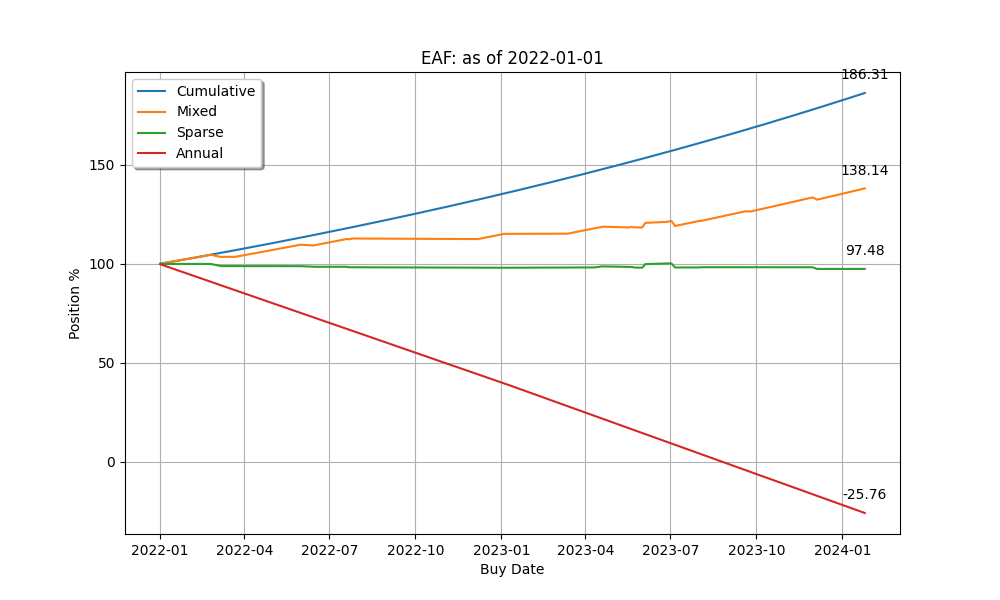 EAF: as of 2022-01-01
186.31
Cumulative
Mixed
Sparse
Annual
150
138.14
100
97.48
50
0
-25.76
Position %
2022-01 2022-04 2022-07 2022-10 2023-01 2023-04 2023-07 2023-10 2024-01
Buy Date